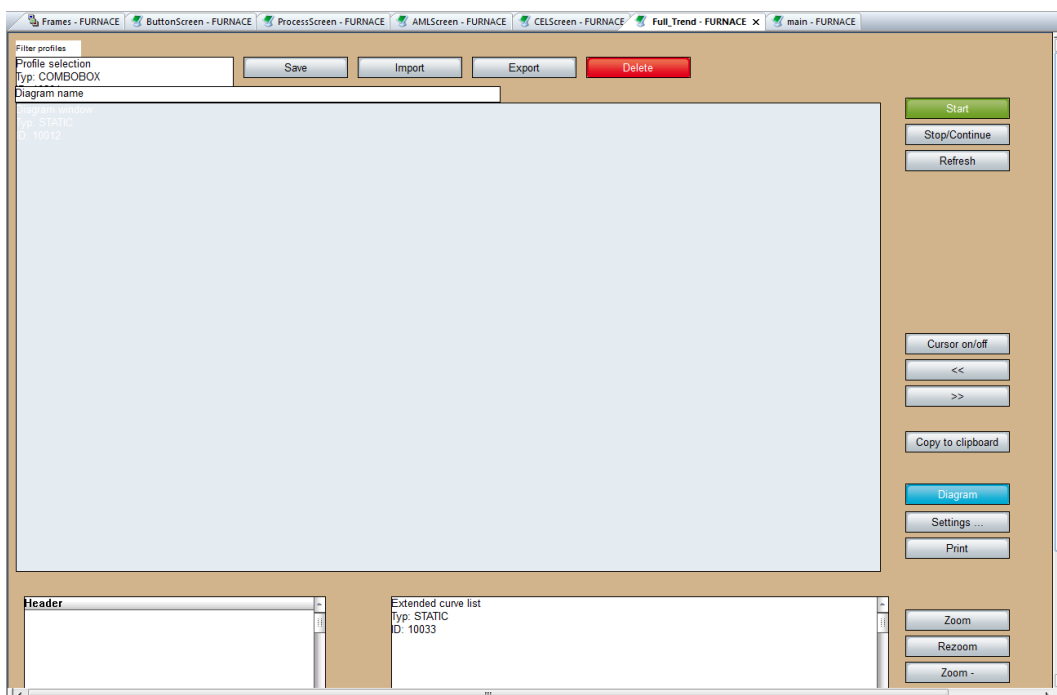 Frames - FURNACE
ButtonScreen - FURNACE
ProcessScreen - FURNACE
AMLScreen - FURNACE
CELScreen - FURNACE
Full_Trend - FURNACE X
main - FURNACE
Filter profiles
Profile selection
Typ: COMBOBOX
Save
Import
Export
Delete
Diagram name
Diagram window
Typ: STATIC
ID: 10012
Start
Stop/Continue
Refresh
Cursor on/off
<<
>>
Copy to clipboard
Diagram
Settings ...
Print
Header
Extended curve list
Typ: STATIC
ID: 10033
Zoom
Rezoom
Zoom -